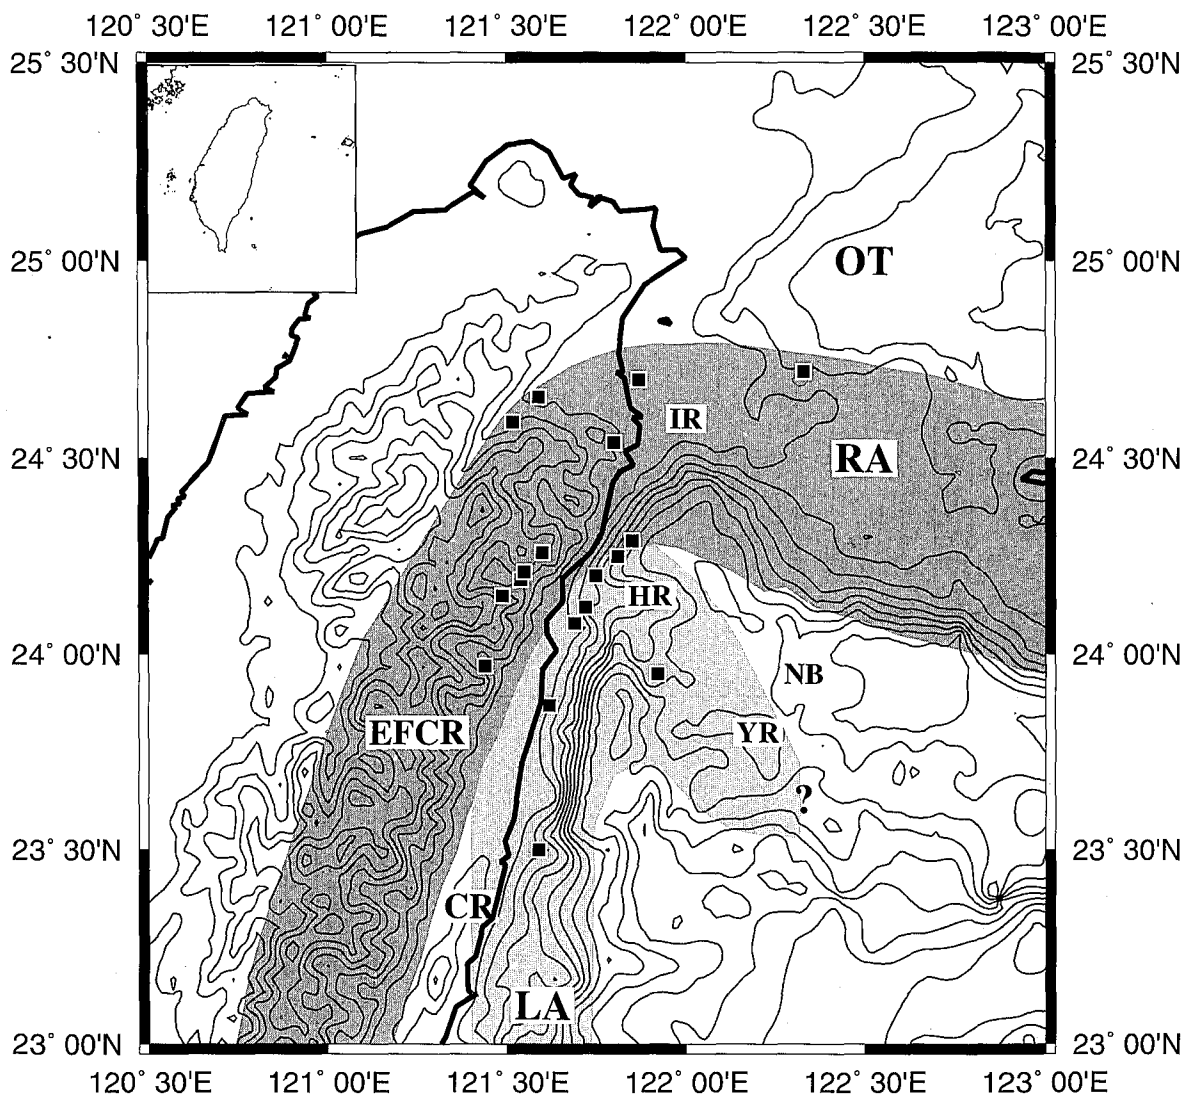 120° 30'E 121° 00'E 121° 30'E 122° 00'E 122° 30'E 123° 00'E
25° 30'N 25° 30'N
25° 00'N OT 25° 00'N
IR
24° 30'N RA 24° 30'N
HR
24° 00'N NB 24° 00'N
EFCR YR
?
23° 30'N 23° 30'N
CR
LA
23° 00'N 23° 00'N
120° 30'E 121° 00'E 121° 30'E 122° 00'E 122° 30'E 123° 00'E